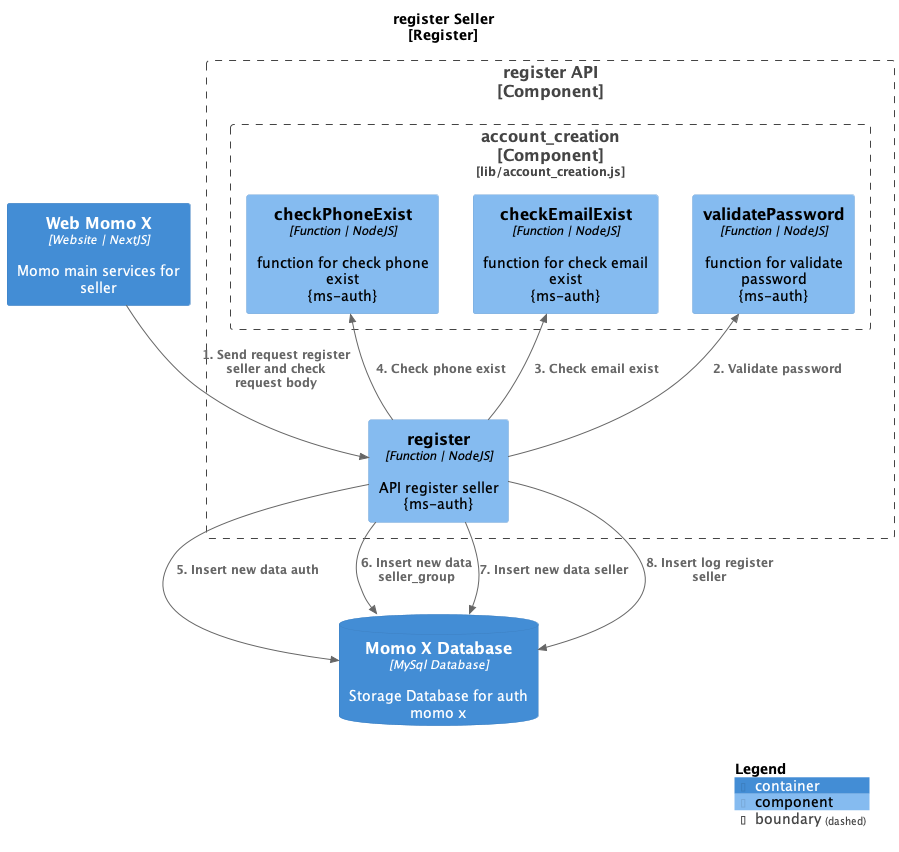 register Seller
[Register]
register API
[Component]
account_creation
[Component]
[lib/account_creation.js]
Web Momo X
[Website | NextJS]
Momo main services for
seller
checkPhoneExist
[Function | NodeJS]
function for check phone
exist
{ms-auth}
checkEmailExist
[Function | NodeJS]
function for check email
exist
{ms-auth}
validatePassword
[Function | NodeJS]
function for validate
password
{ms-auth}
1. Send request register
seller and check
request body
4. Check phone exist
3. Check email exist
2. Validate password
register
[Function | NodeJS]
API register seller
{ms-auth}
5. Insert new data auth
6. Insert new data
seller_group
7. Insert new data seller
8. Insert log register
seller
Momo X Database
[MySql Database]
Storage Database for auth
momo x
Legend
container
component
boundary (dashed)